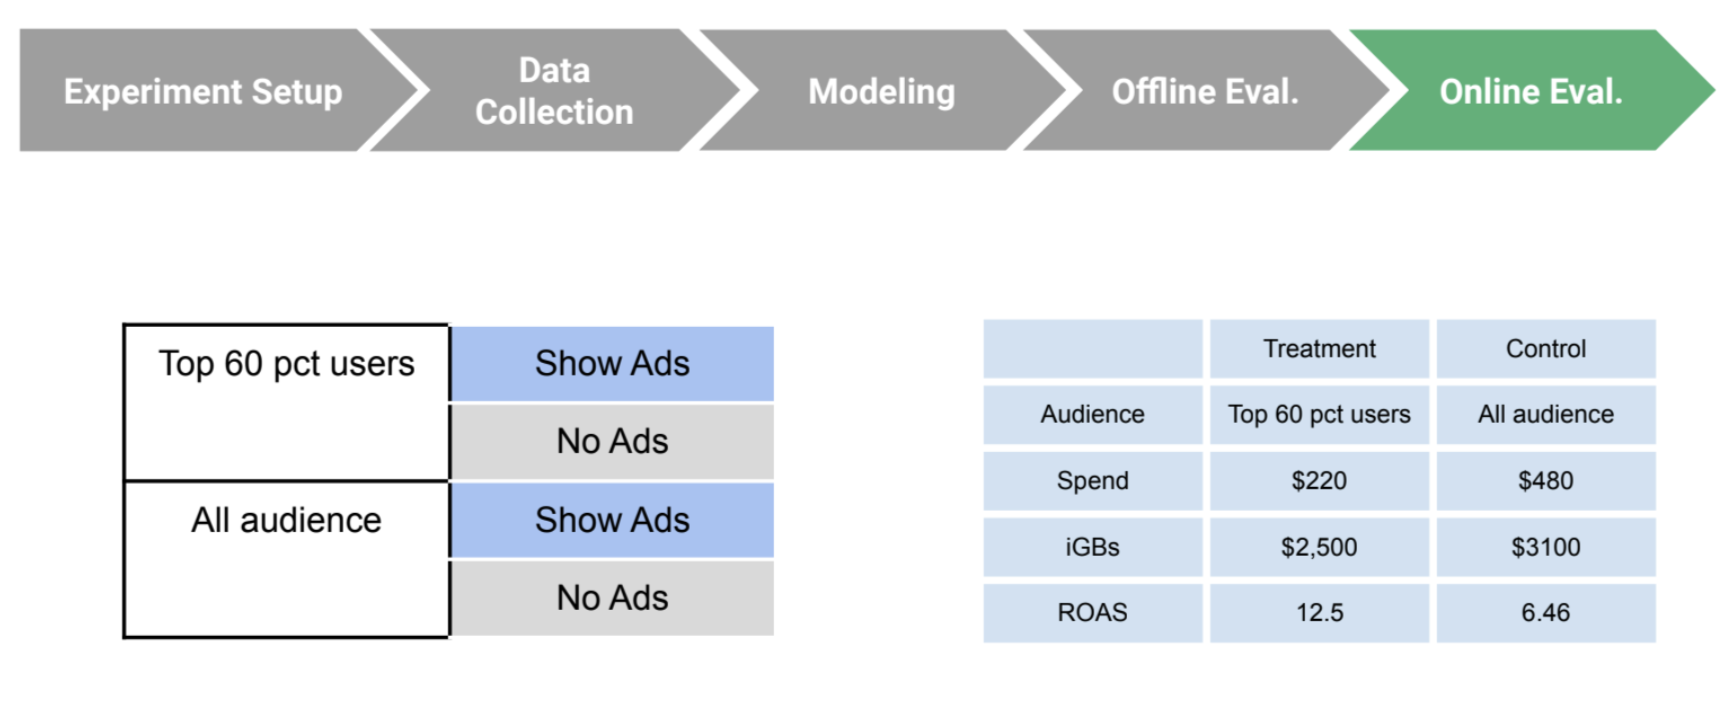 Experiment Setup
Data
Collection
Modeling
Offline Eval.
Online Eval.
Top 60 pct users
Show Ads
No Ads
All audience
Show Ads
No Ads
Treatment Control
Audience Top 60 pct users All audience
Spend $220 $480
iGBs $2,500 $3100
ROAS 12.5 6.46